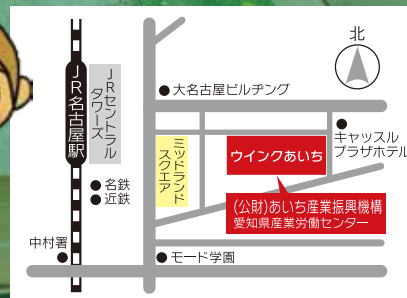 北
JR名古屋駅
JRセントラル
タワーズ
●大名古屋ビルヂング
ミッドランド
スクエア
ウインクあいち
●
キャッスル
プラザホテル
●名鉄
●近鉄
(公財)あいち産業振興機構
愛知県産業労働センター
中村署
●
●モード学園